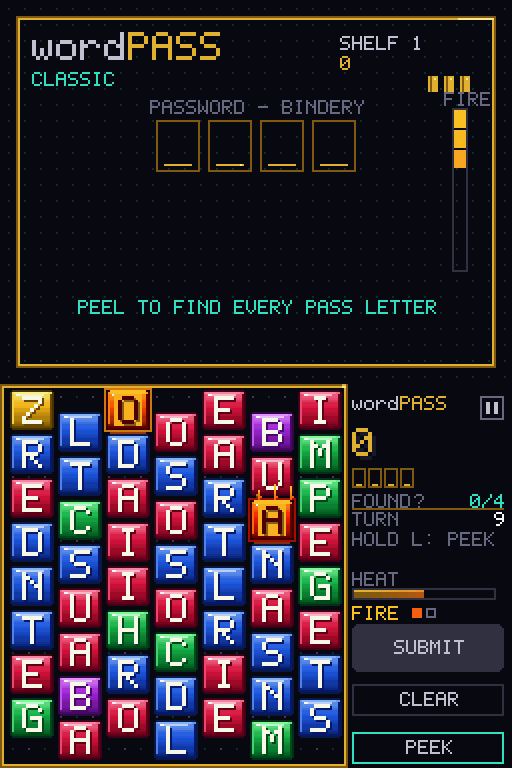 wordPASS
SHELF 1
0
CLASSIC
FIRE
PASSWORD - BINDERY
PEEL TO FIND EVERY PASS LETTER
Z O E I
L O B
R D A M
T S U
E A R P
C O A
D I T E
S S N
N I L G
U O A
T H R E
A C S
E R I T
B D N
G O E S
A L M
wordPASS
0
FOUND? 0/4
TURN 9
HOLD L: PEEK
HEAT
FIRE
SUBMIT
CLEAR
PEEK